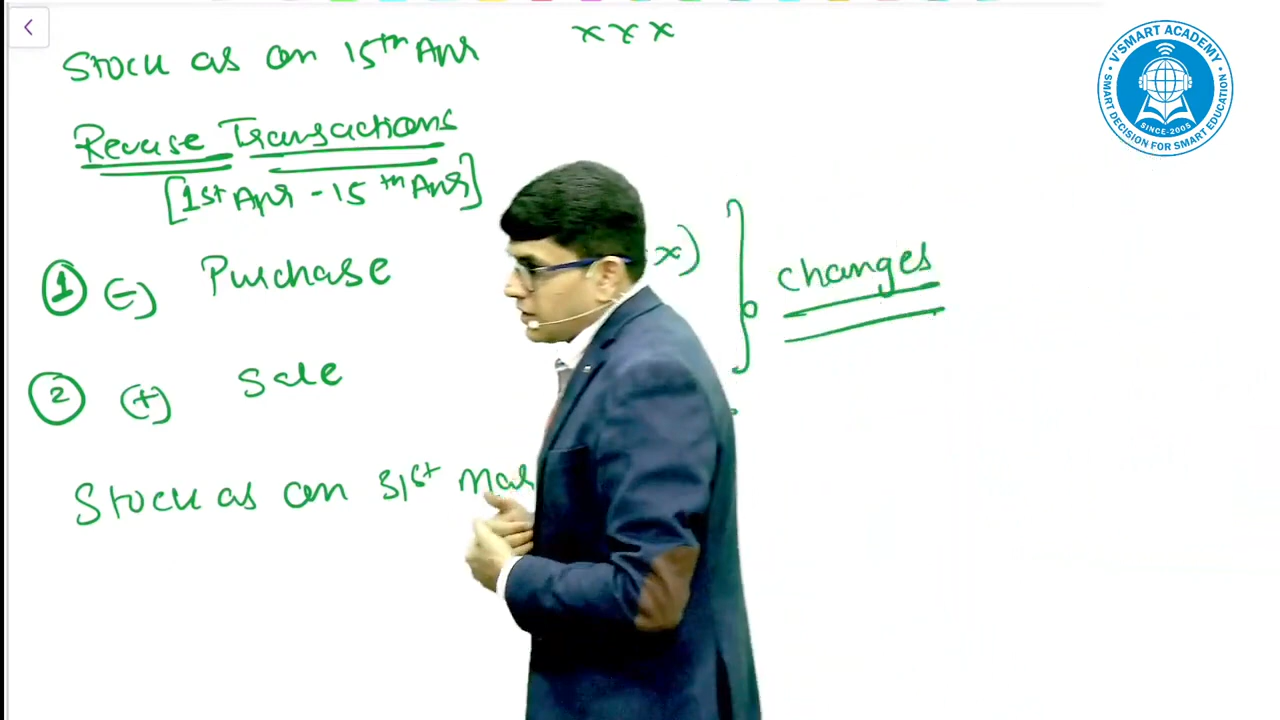 Stock as on 15th Apr xxx
Reverse Transactions
[1st Apr - 15th Apr]
① (-) Purchase x)
changes
② (+) Sale
Stock as on 31st Mar
V'SMART ACADEMY
SINCE-2005
SMART DECISION FOR SMART EDUCATION